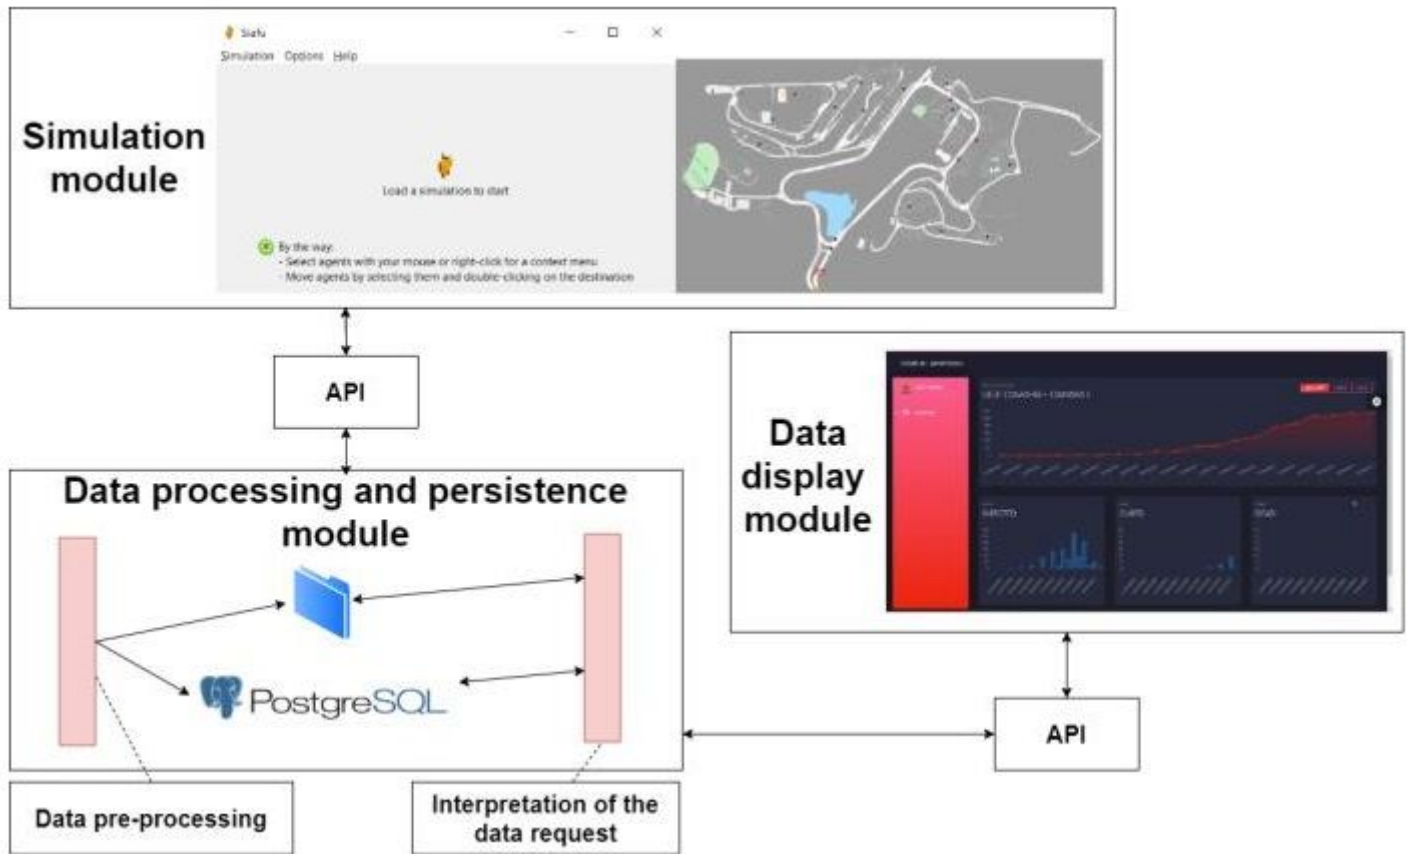 Siafu
Simulation Options Help
Simulation
module
Load a simulation to start
By the way:
- Select agents with your mouse or right-click for a context menu
- Move agents by selecting them and double-clicking on the destination
API
Data
display
module
Data processing and persistence
module
PostgreSQL
API
Data pre-processing
Interpretation of the
data request